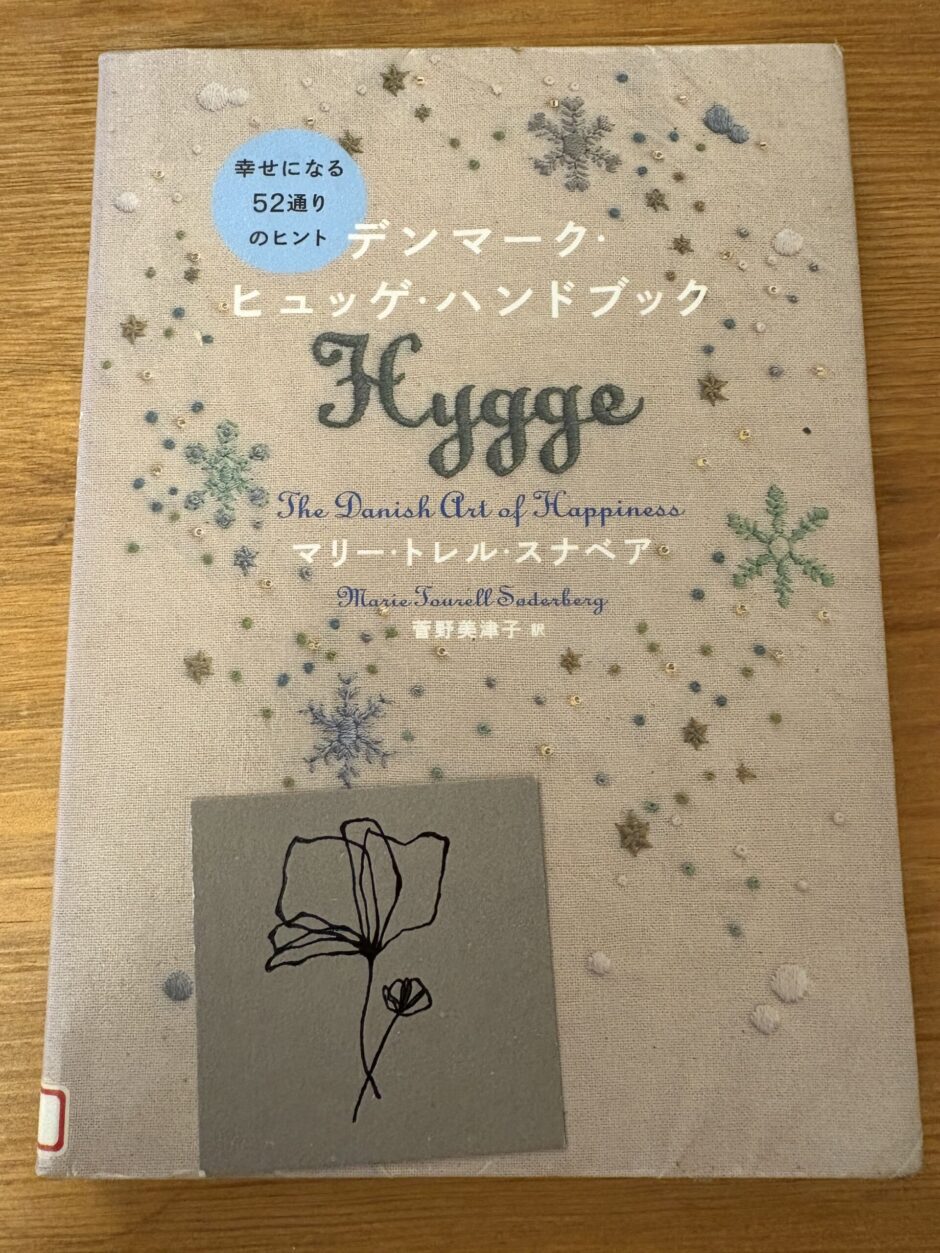 幸せになる
52通り
のヒント
デンマーク・
ヒュッゲ・ハンドブック
Hygge
The Danish Art of Happiness
マリー・トレル・スナベア
Marie Tourell Søderberg
菅野美津子 訳